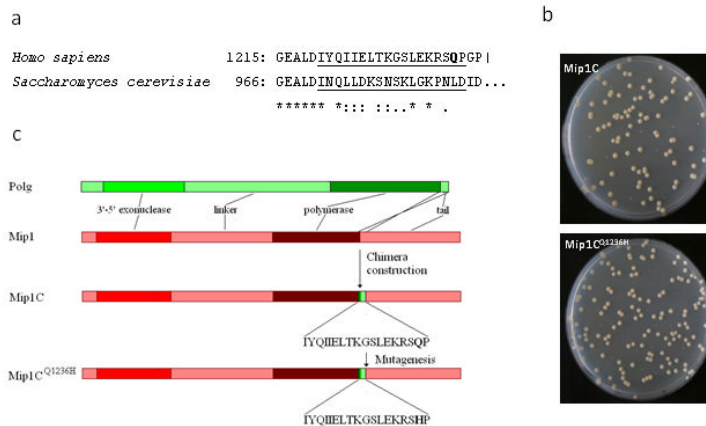 a
Homo sapiens 1215: GEALDIYQIIELTKGSLEKRSQPGP|
Saccharomyces cerevisiae 966: GEALDINQLLDKSNSKLGKPNLDID...
****** *::: ::..* * .
b
Mip1C
Mip1C^Q1236H
c
Polg
3'-5' exonuclease linker polymerase tail
Mip1
Chimera
construction
Mip1C
IYQIIELTKGSLEKRSQP
Mutagenesis
Mip1C^Q1236H
IYQIIELTKGSLEKRSHP